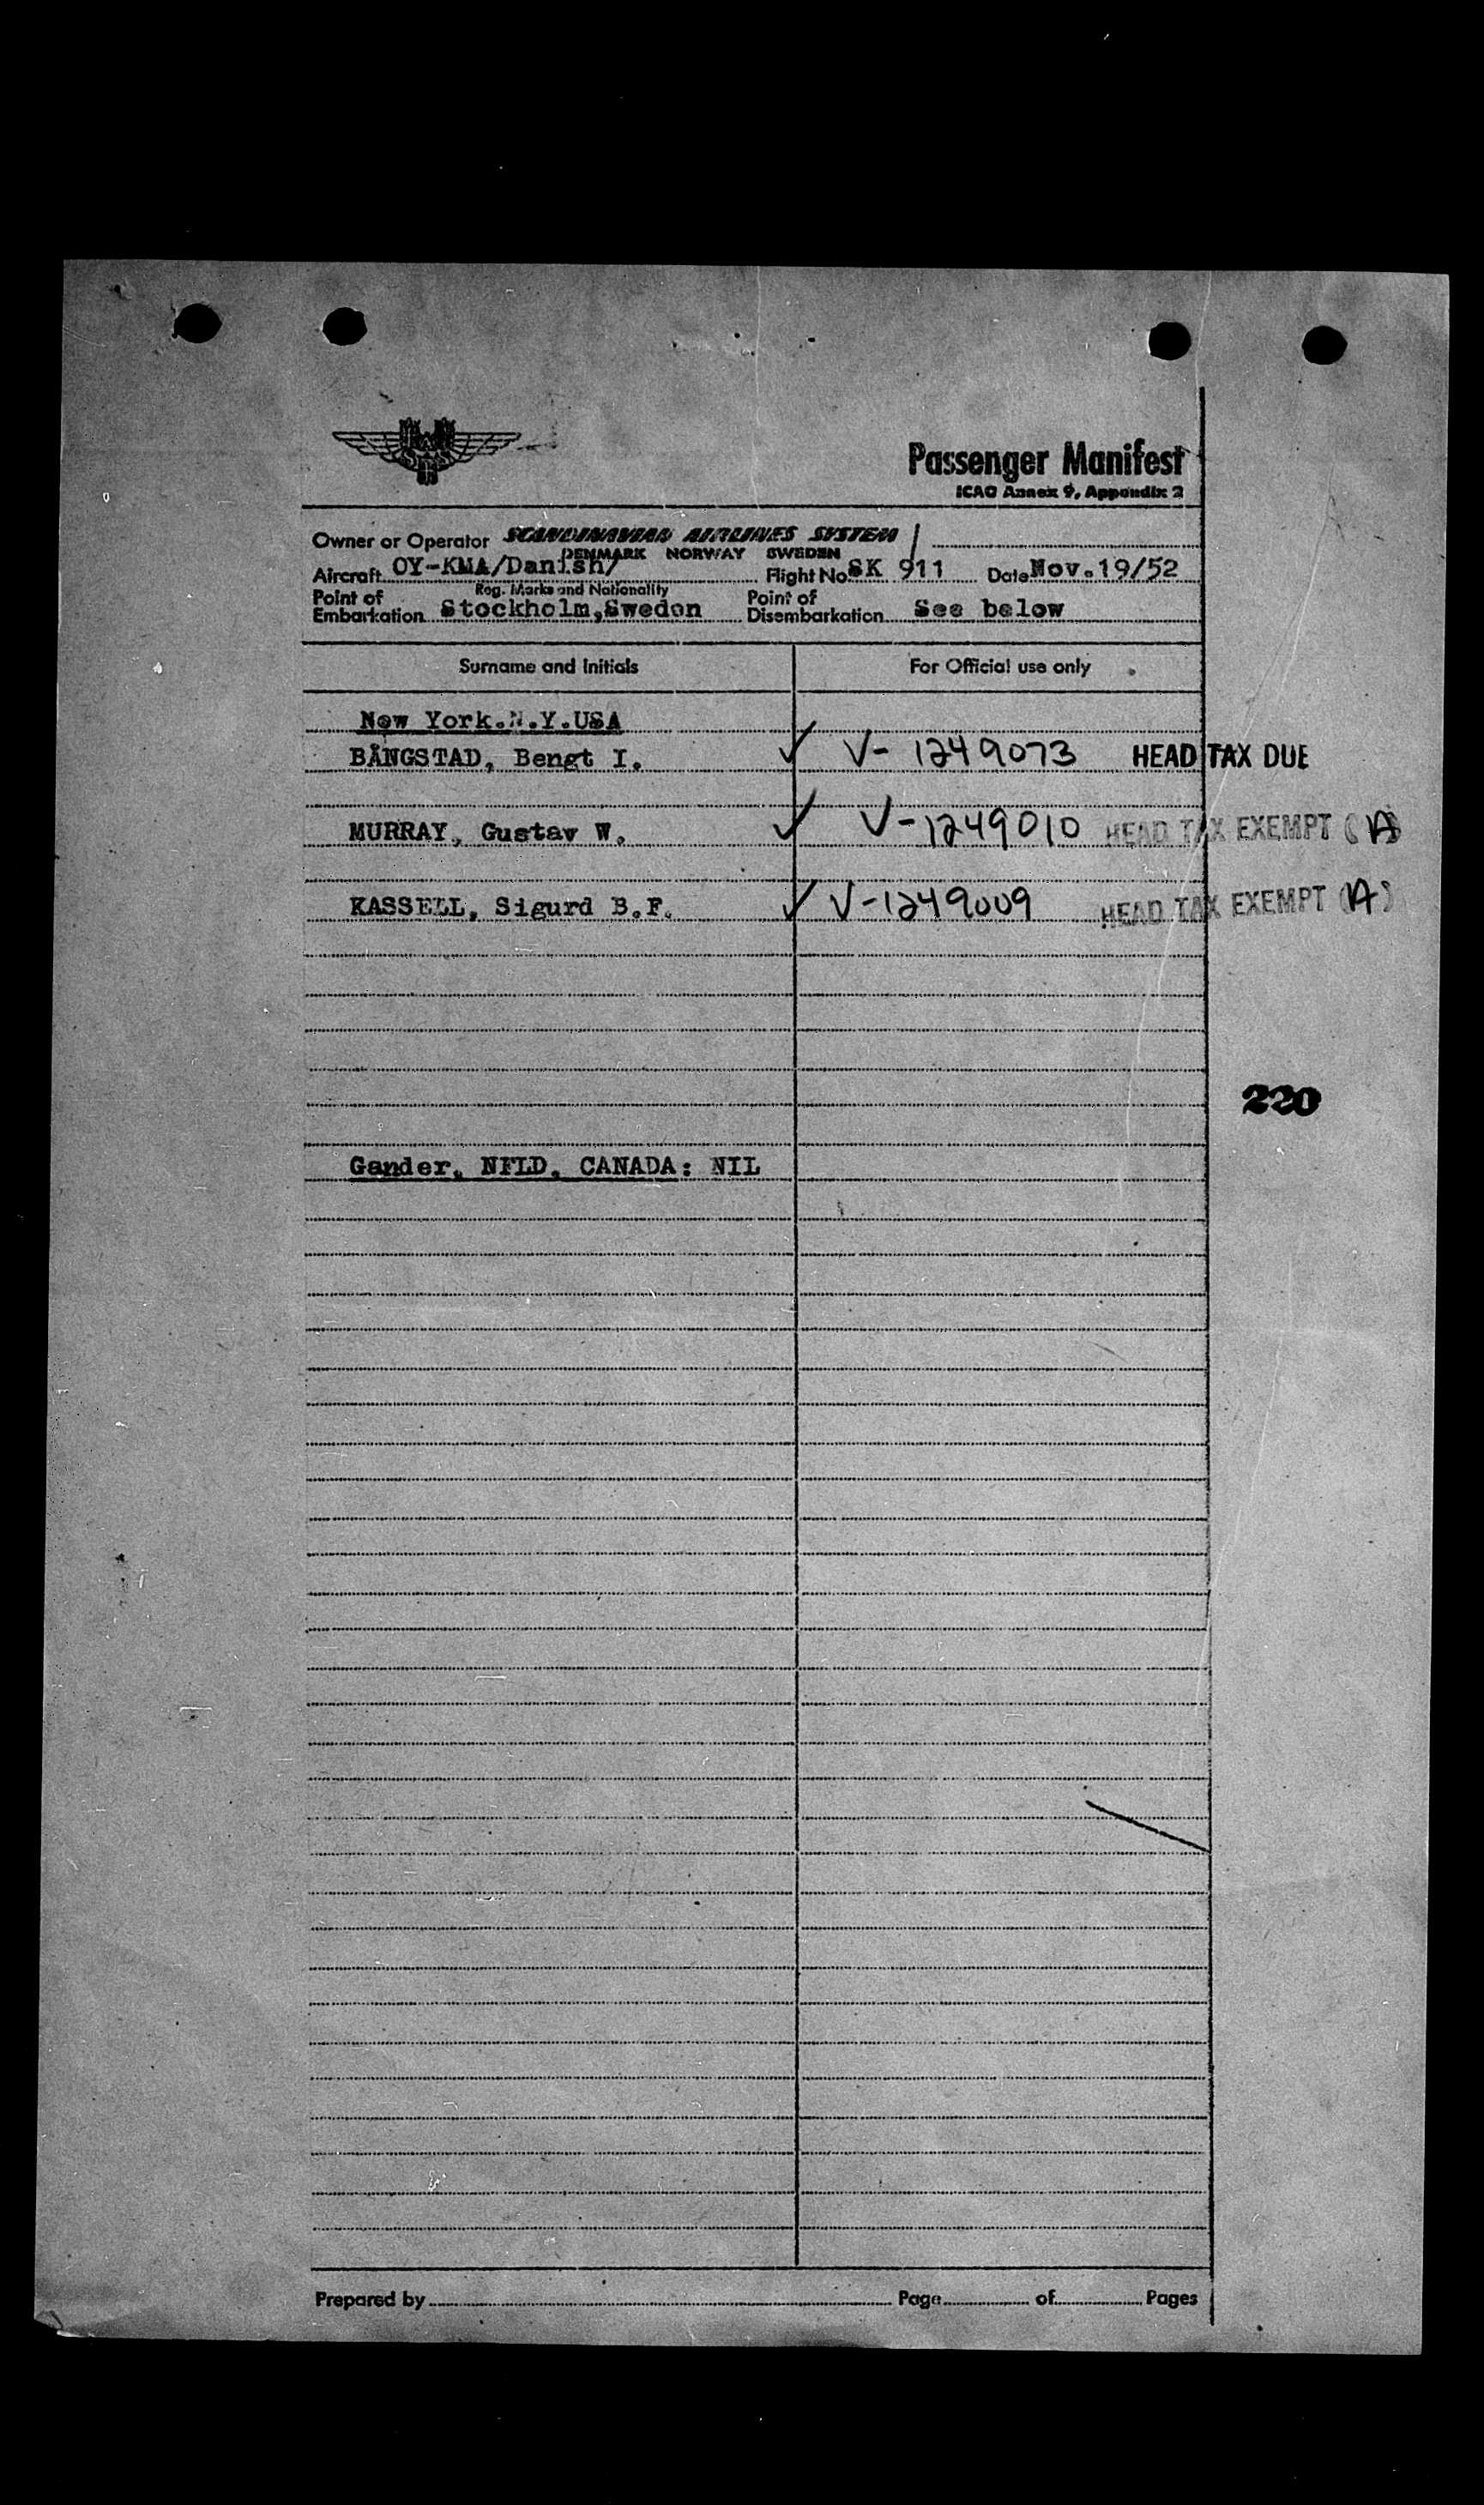 SAS
Passenger Manifest
ICAO Annex 9, Appendix 2
Owner or Operator SCANDINAVIAN AIRLINES SYSTEM
DENMARK NORWAY SWEDEN
Aircraft OY-KMA/Danish/ Flight No. SK 911 Date Nov.19/52
Reg. Marks and Nationality
Point of Embarkation Stockholm,Sweden Point of Disembarkation See below
Surname and Initials For Official use only
New York.N.Y.USA
BÅNGSTAD, Bengt I. ✓ V-1249073 HEAD TAX DUE
MURRAY, Gustav W. ✓ V-1249010 HEAD TAX EXEMPT (A)
KASSELL, Sigurd B.F. ✓ V-1249009 HEAD TAX EXEMPT (A)
220
Gander, NFLD, CANADA: NIL
Prepared by Page of Pages